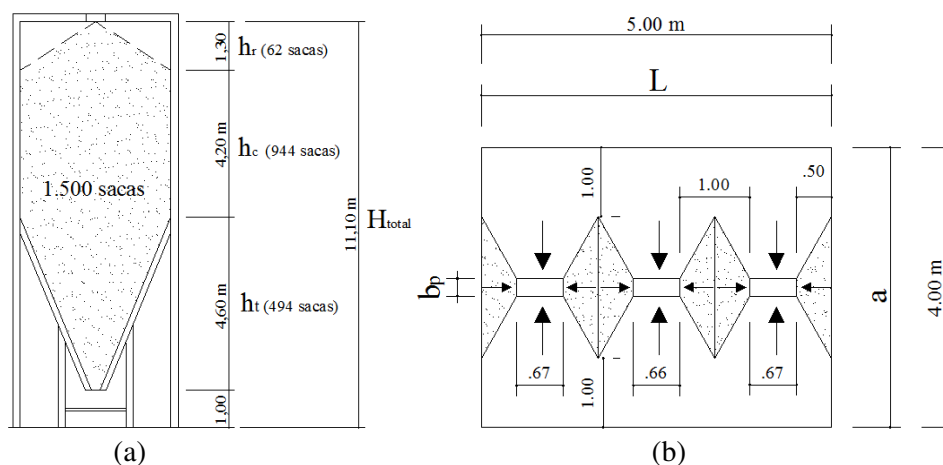 1,30
hr (62 sacas)
4,20 m
hc (944 sacas)
1.500 sacas
11,10 m
Htotal
4,60 m
ht (494 sacas)
1,00
(a)
5.00 m
L
1.00
1.00
.50
bp
a
4.00 m
.67
.66
.67
1.00
(b)